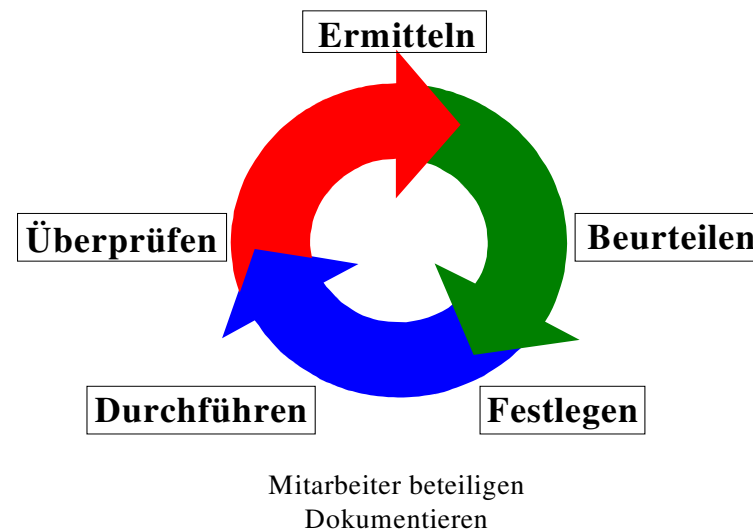 Ermitteln
Beurteilen
Festlegen
Durchführen
Überprüfen
Mitarbeiter beteiligen
Dokumentieren